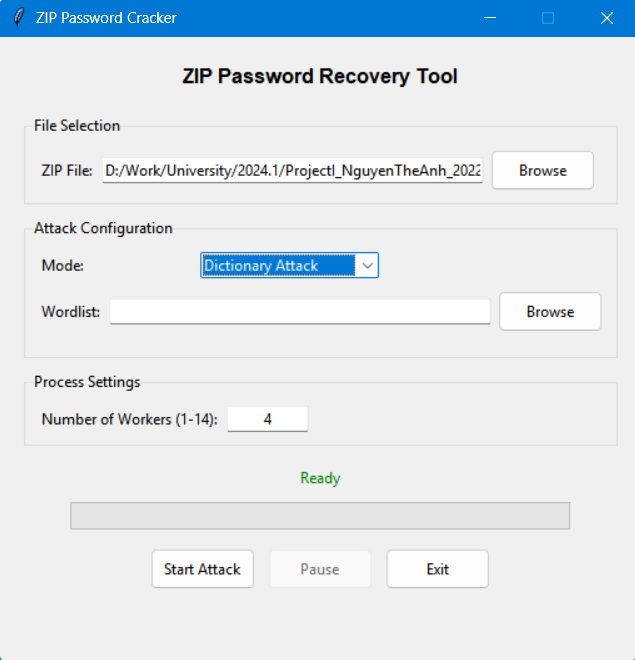 ZIP Password Cracker
ZIP Password Recovery Tool
File Selection
ZIP File: D:/Work/University/2024.1/ProjectI_NguyenTheAnh_2022 Browse
Attack Configuration
Mode: Dictionary Attack
Wordlist: Browse
Process Settings
Number of Workers (1-14): 4
Ready
Start Attack Pause Exit